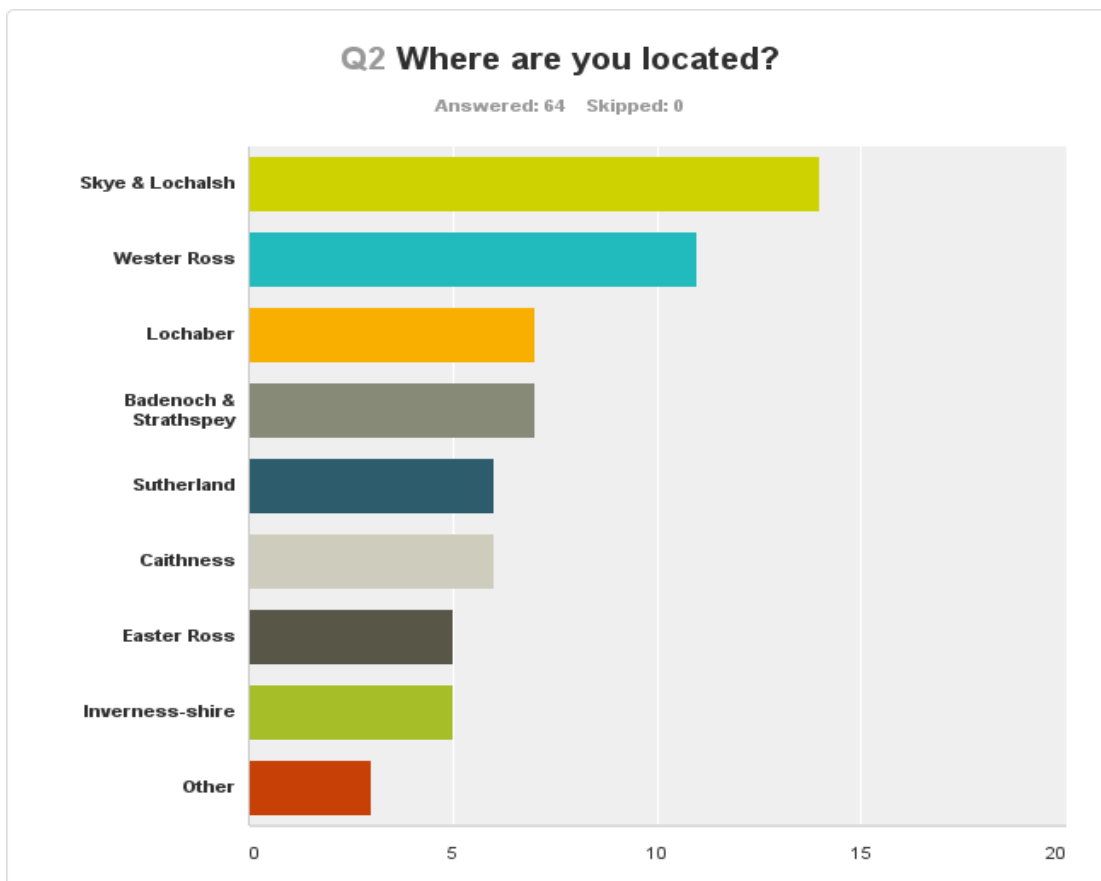 Q2 Where are you located?
Answered: 64 Skipped: 0
Skye & Lochalsh
Wester Ross
Lochaber
Badenoch &
Strathspey
Sutherland
Caithness
Easter Ross
Inverness-shire
Other
0 5 10 15 20